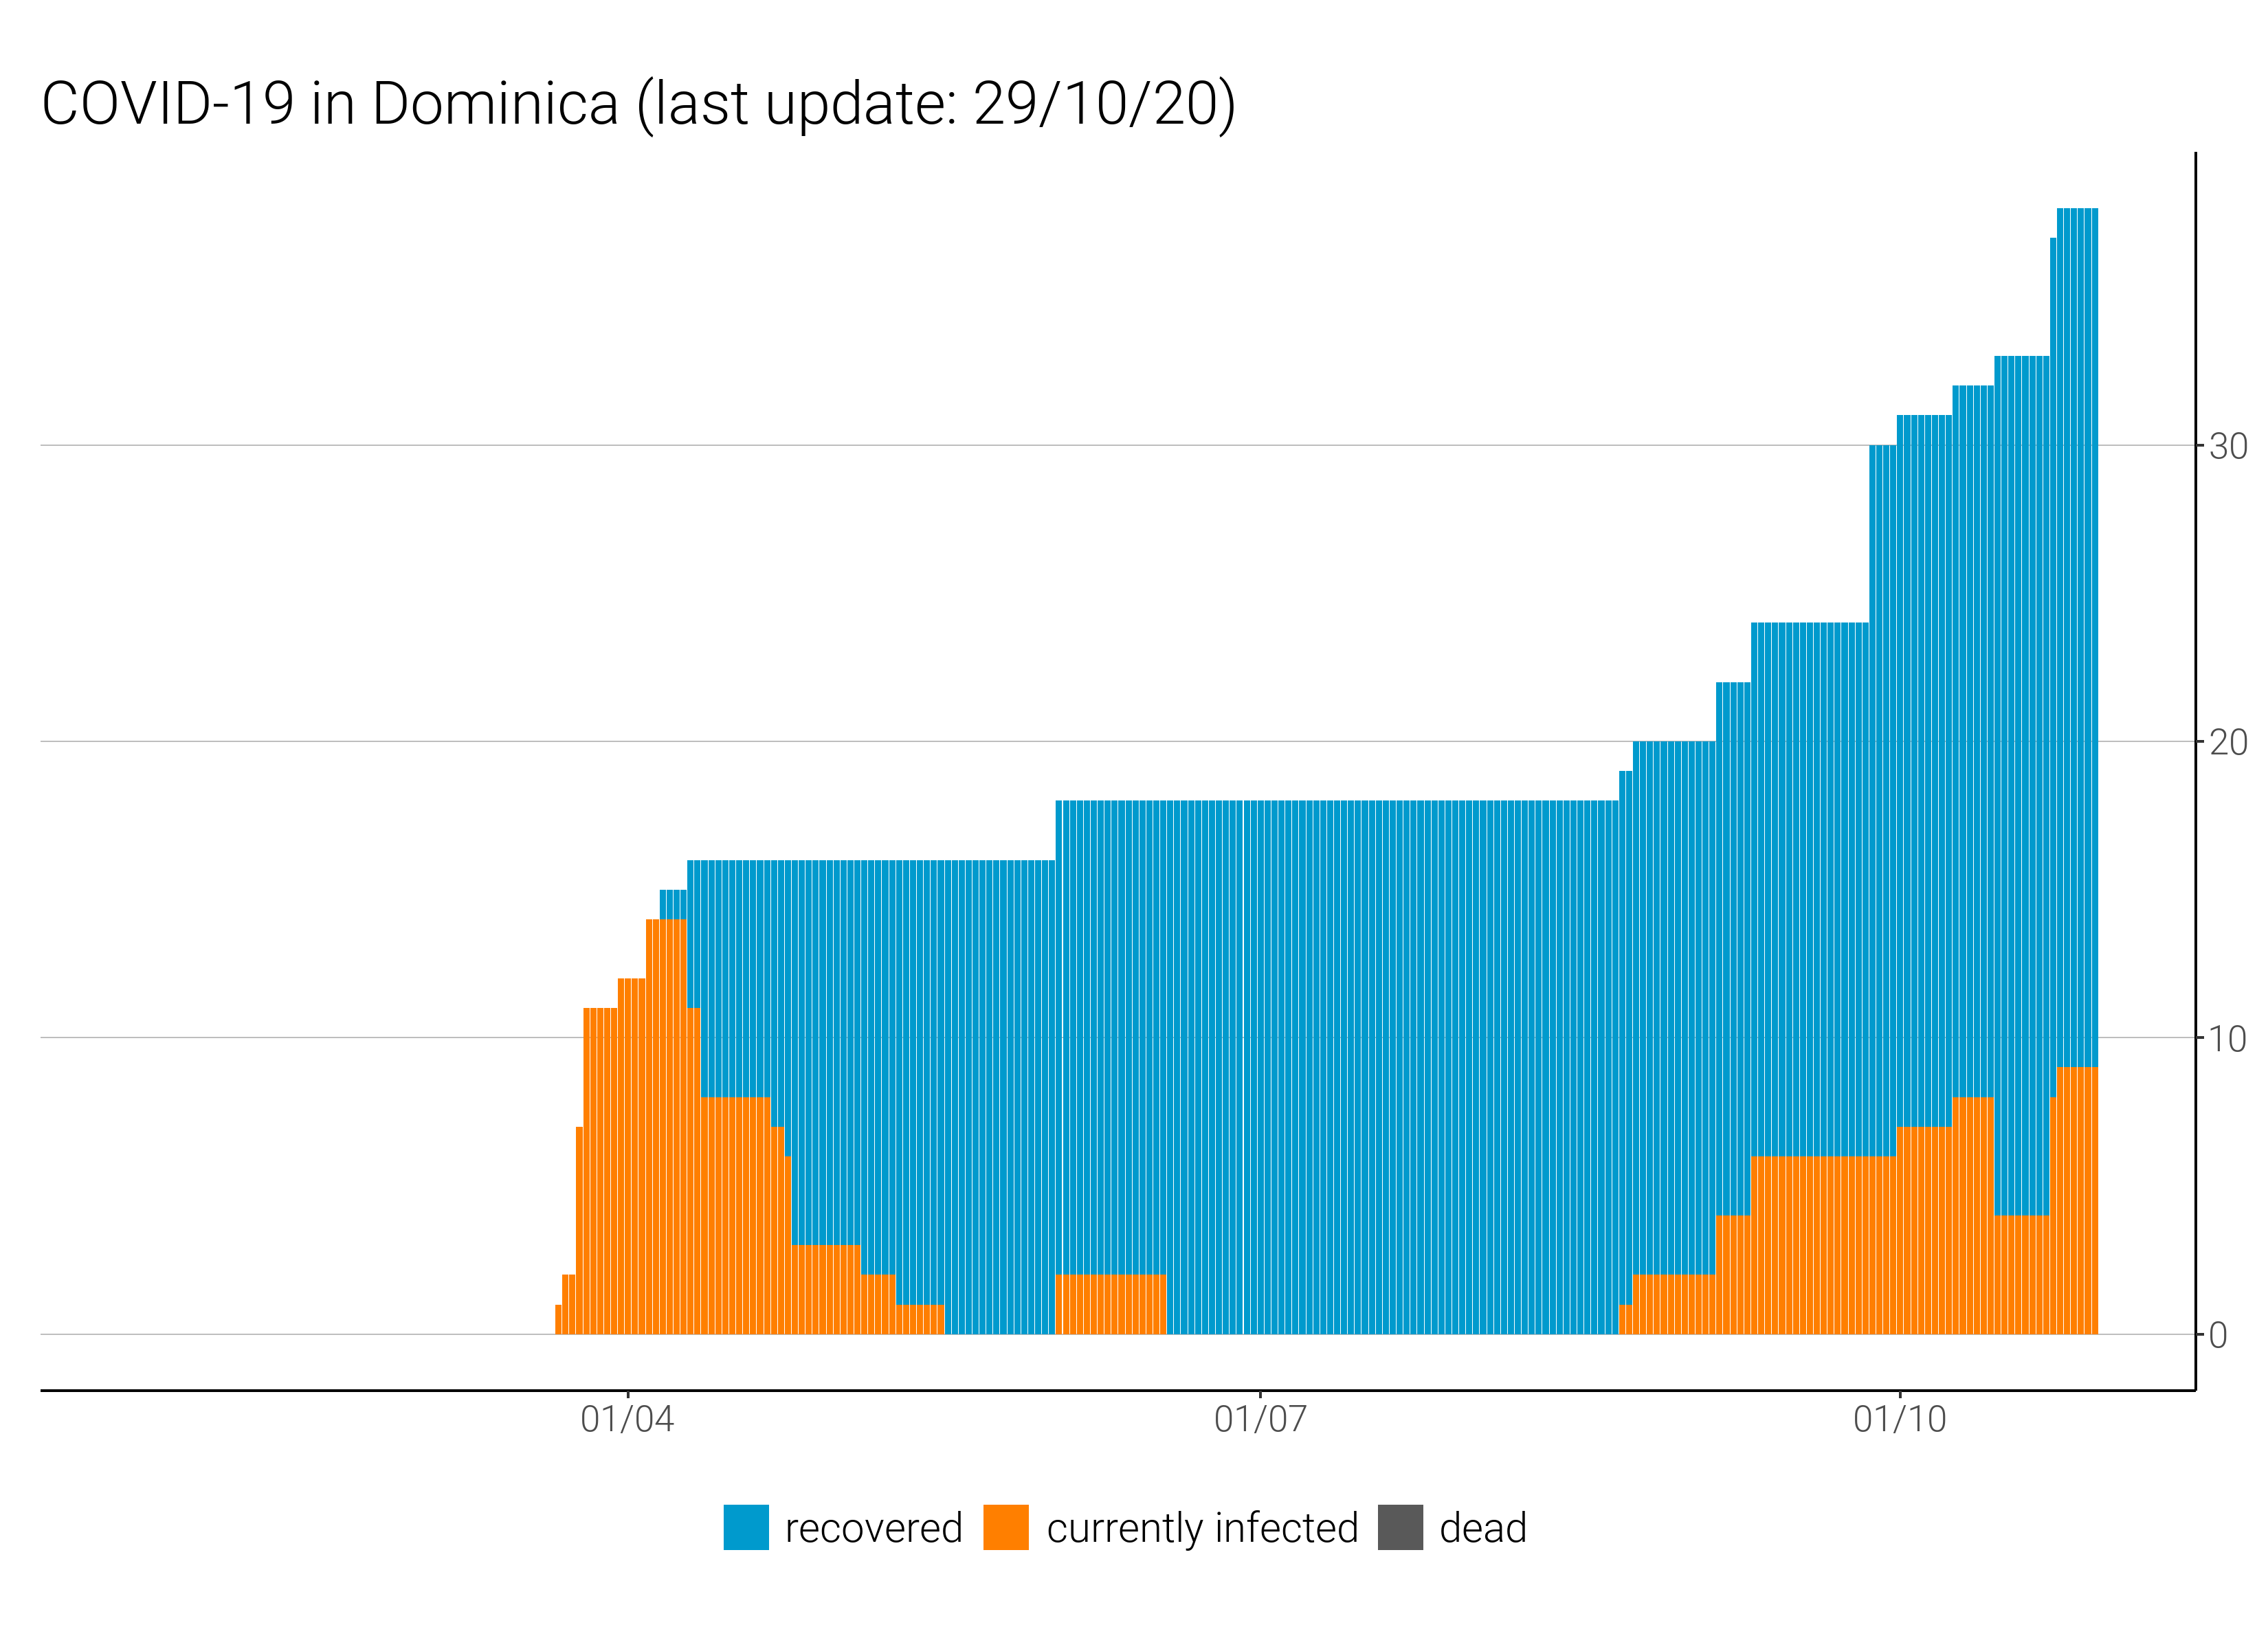 COVID-19 in Dominica (last update: 29/10/20)
30
20
10
0
01/04 01/07 01/10
recovered currently infected dead